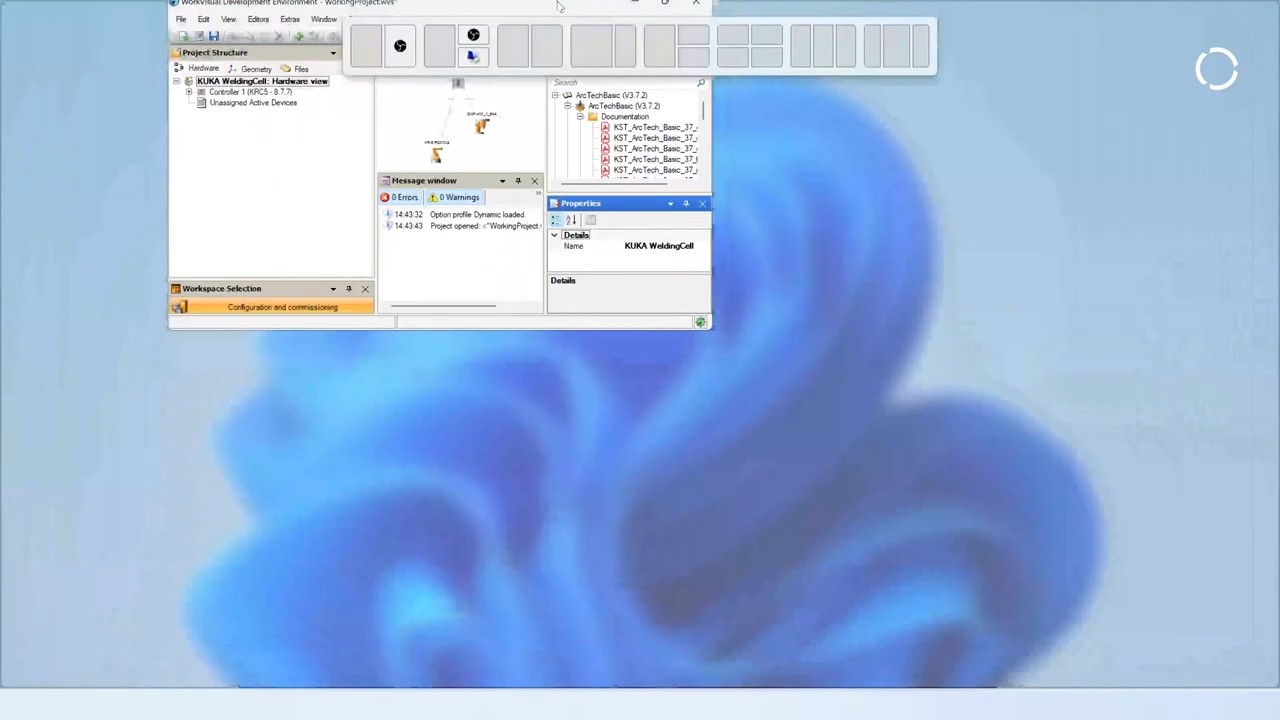 WorkVisual Development Environment - WorkingProject.wvs*
File Edit View Editors Extras Window
Project Structure
Hardware Geometry Files
KUKA WeldingCell: Hardware view
Controller 1 (KRC5 - 8.7.7)
Unassigned Active Devices
Workspace Selection
Configuration and commissioning
Message window
0 Errors 0 Warnings
14:43:32 Option profile Dynamic loaded
14:43:43 Project opened: <"WorkingProject.
Search
ArcTechBasic (V3.7.2)
ArcTechBasic (V3.7.2)
Documentation
KST_ArcTech_Basic_37_
KST_ArcTech_Basic_37_
KST_ArcTech_Basic_37_
KST_ArcTech_Basic_37_
KST_ArcTech_Basic_37_
Properties
Details
Name KUKA WeldingCell
Details